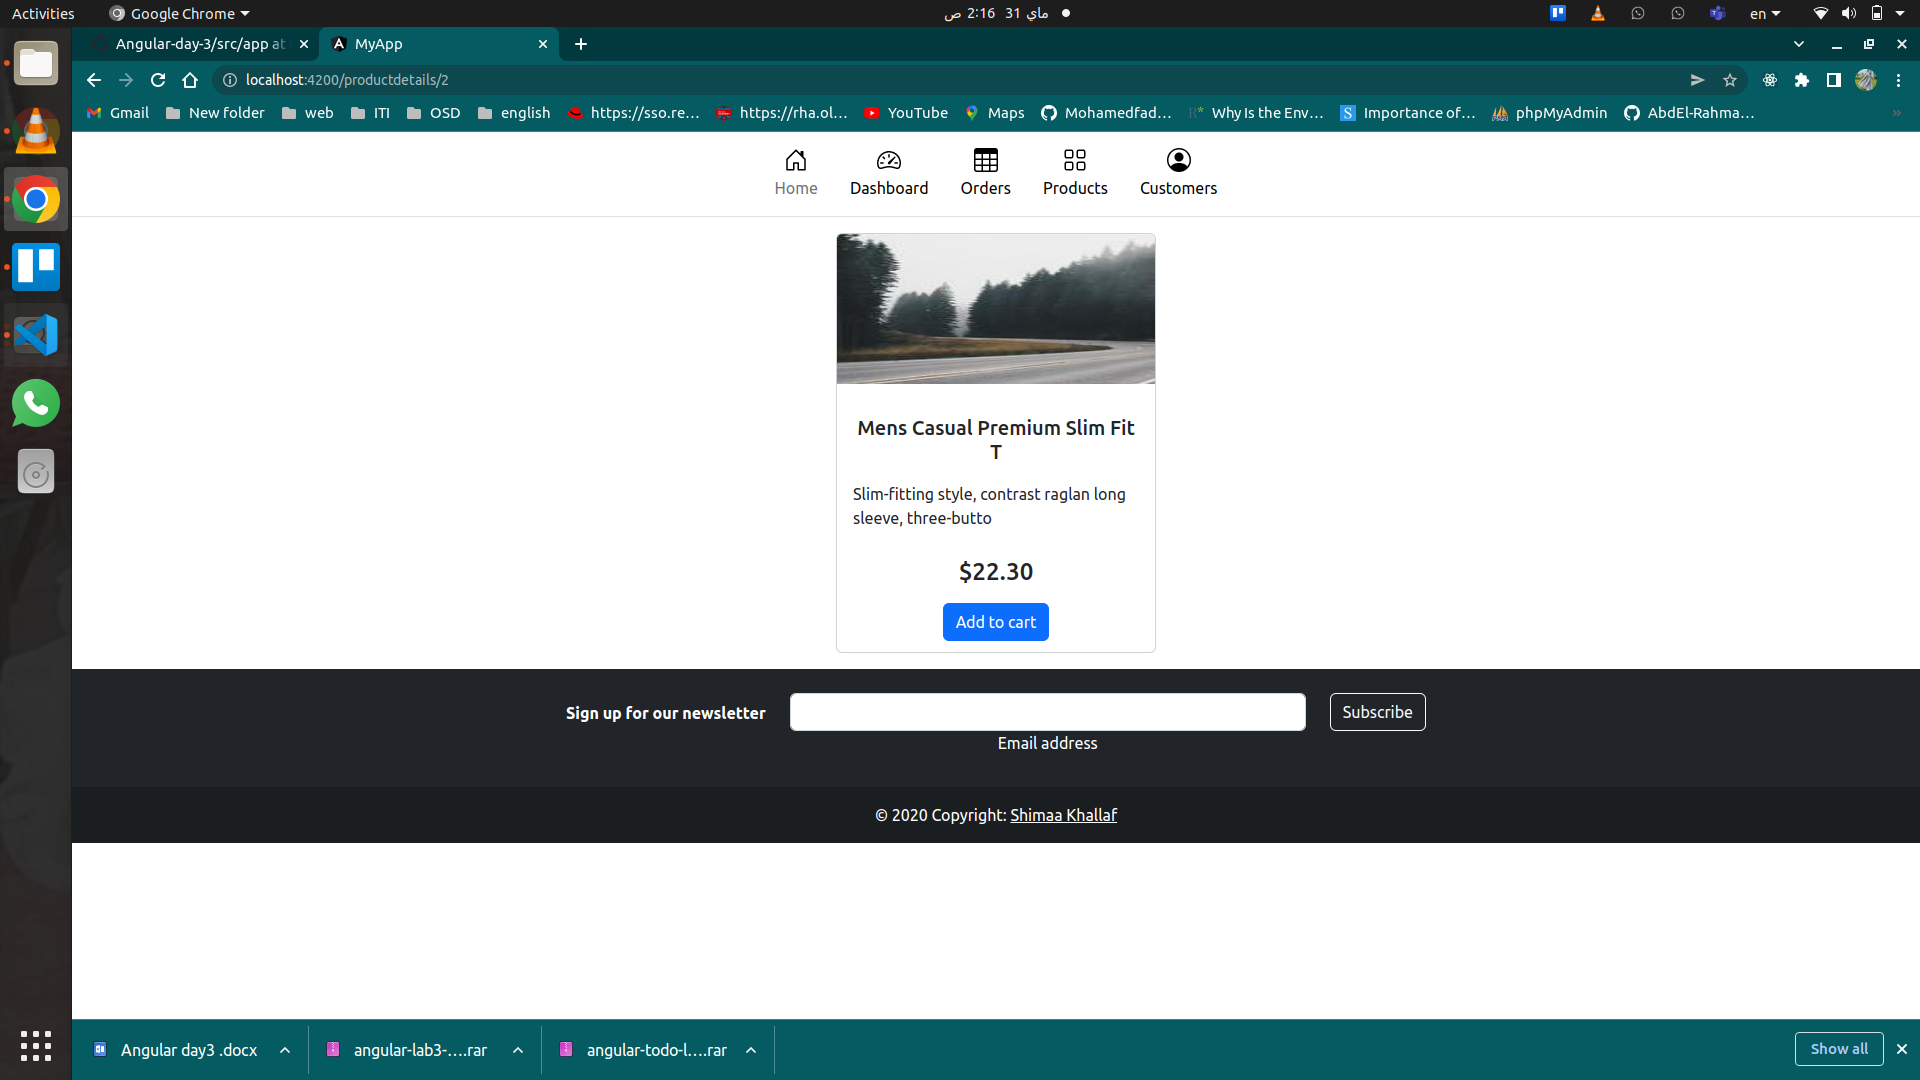 Activities
Google Chrome
ماي 31 2:16 ص
en
Angular-day-3/src/app at
MyApp
localhost:4200/productdetails/2
Gmail
New folder
web
ITI
OSD
english
https://sso.re...
https://rha.ol...
YouTube
Maps
Mohamedfad...
Why Is the Env...
Importance of...
phpMyAdmin
AbdEl-Rahma...
Home
Dashboard
Orders
Products
Customers
Mens Casual Premium Slim Fit
T
Slim-fitting style, contrast raglan long
sleeve, three-butto
$22.30
Add to cart
Sign up for our newsletter
Subscribe
Email address
© 2020 Copyright: Shimaa Khallaf
Angular day3 .docx
angular-lab3-....rar
angular-todo-l....rar
Show all